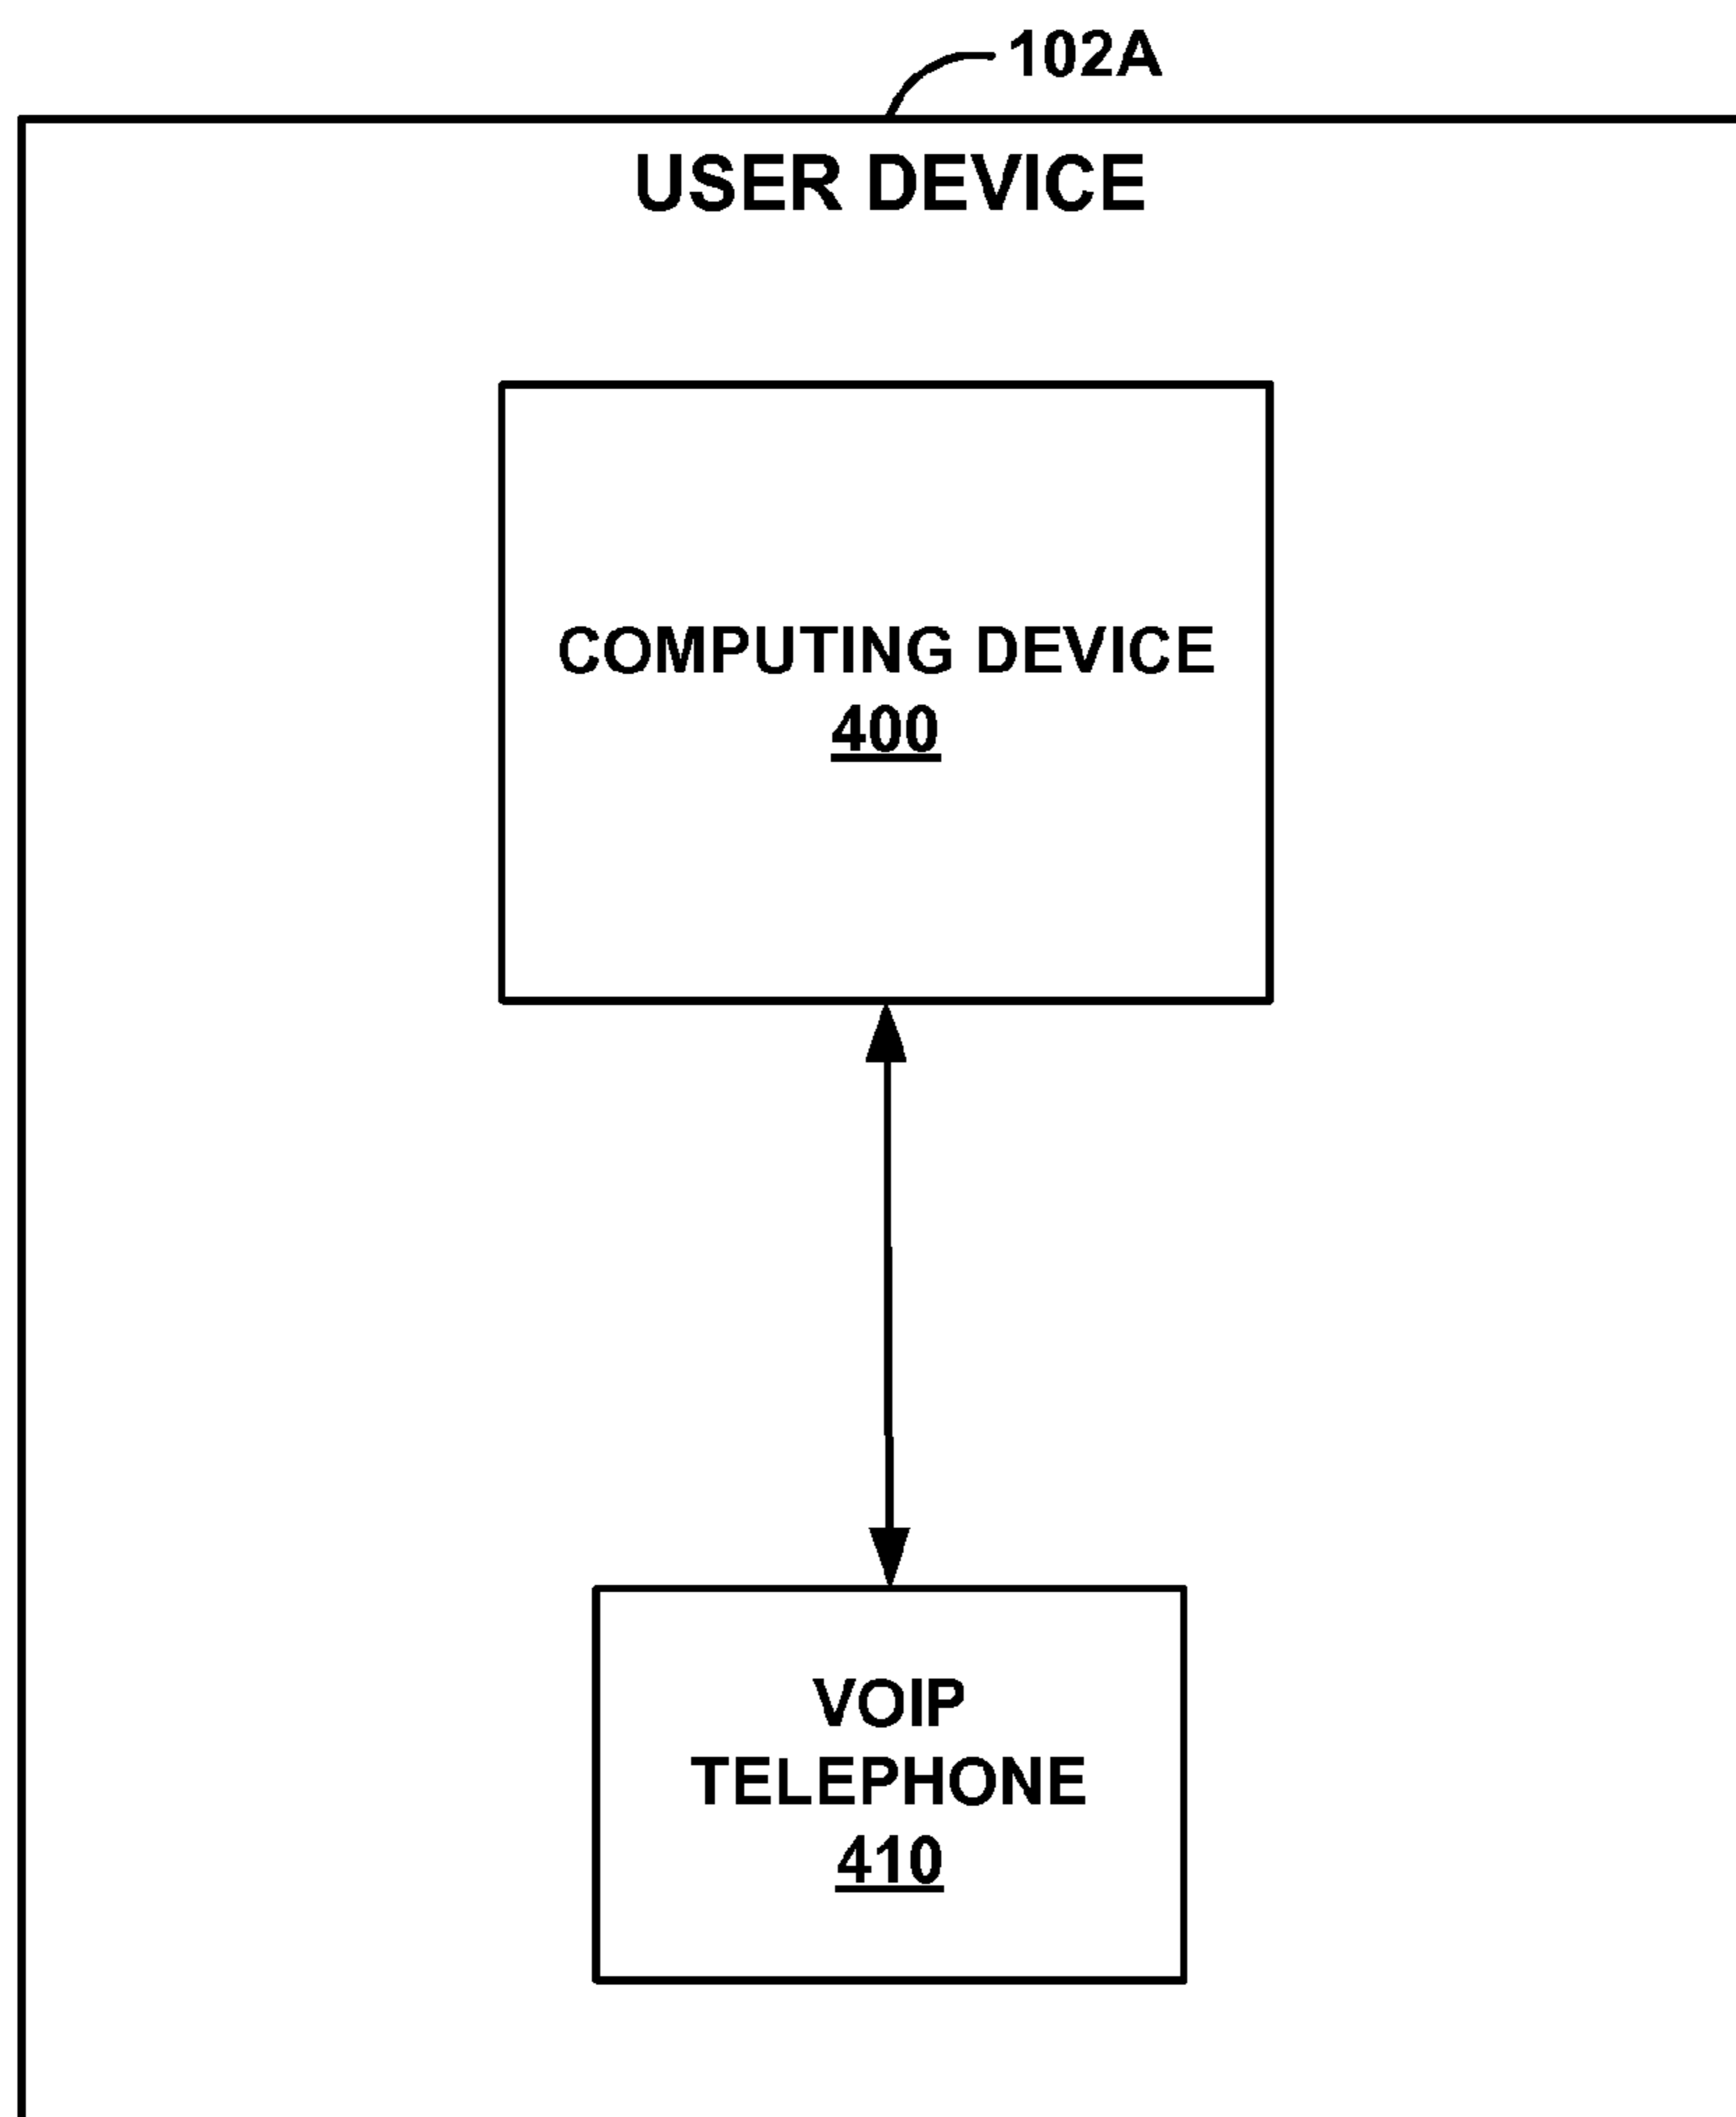 102A
USER DEVICE
COMPUTING DEVICE
400
VOIP
TELEPHONE
410